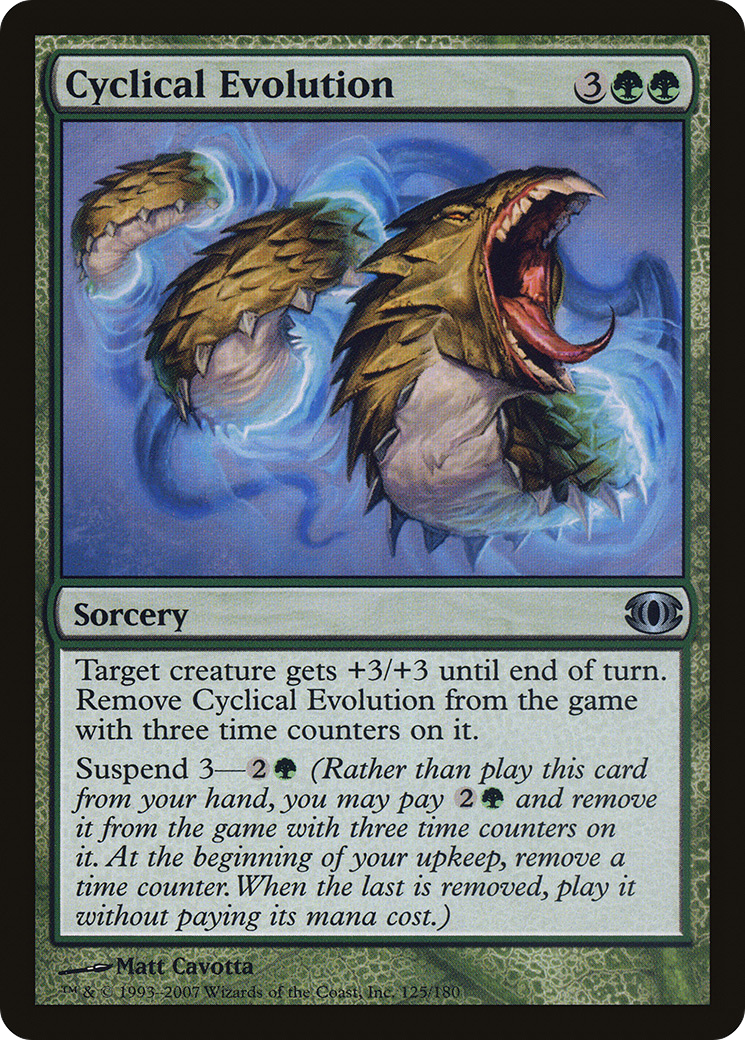 Cyclical Evolution 3
Sorcery
Target creature gets +3/+3 until end of turn.
Remove Cyclical Evolution from the game
with three time counters on it.
Suspend 3—2 (Rather than play this card
from your hand, you may pay 2 and remove
it from the game with three time counters on
it. At the beginning of your upkeep, remove a
time counter. When the last is removed, play it
without paying its mana cost.)
Matt Cavotta
™ & © 1993–2007 Wizards of the Coast, Inc. 125/180